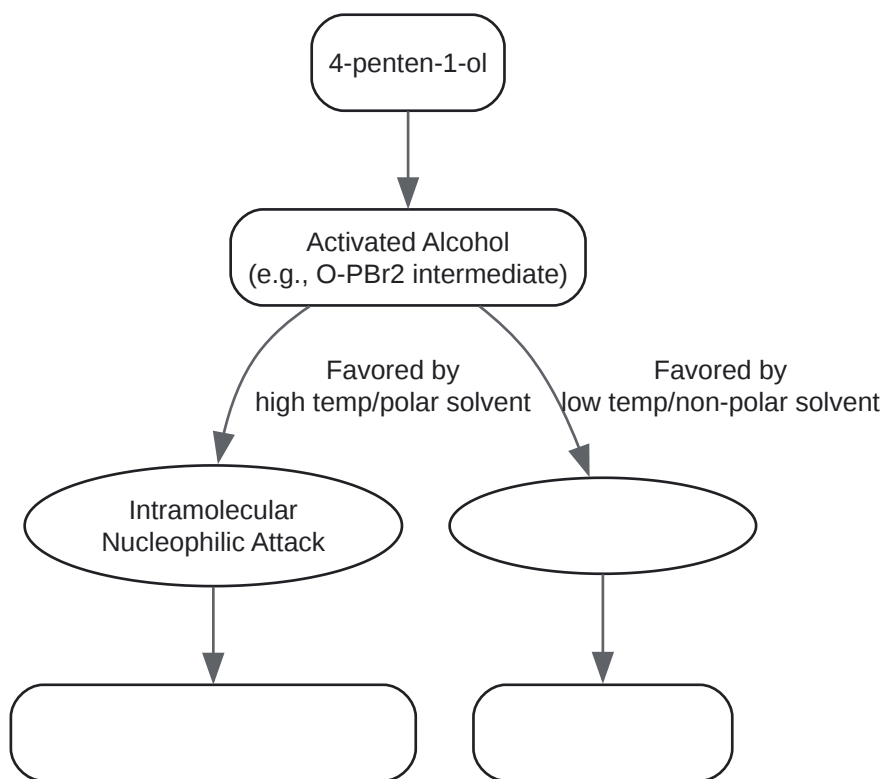 4-penten-1-ol
Activated Alcohol
(e.g., O-PBr2 intermediate)
Favored by
high temp/polar solvent
Favored by
low temp/non-polar solvent
Intramolecular
Nucleophilic Attack